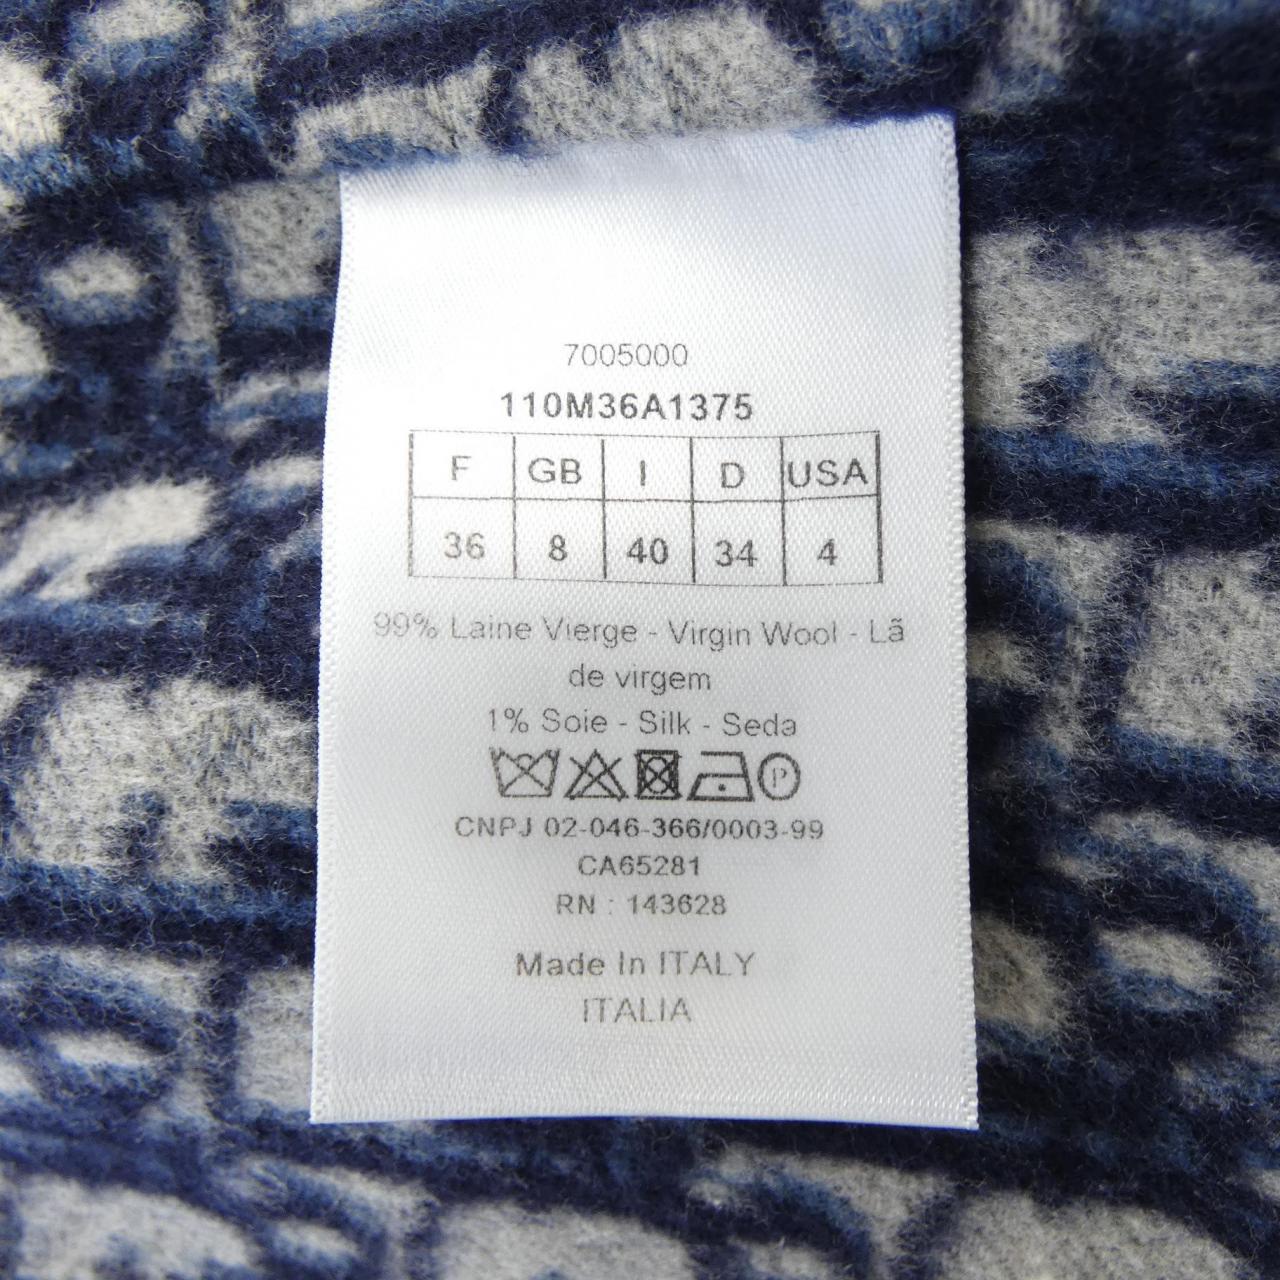 7005000
110M36A1375
F GB I D USA
36 8 40 34 4
99% Laine Vierge - Virgin Wool - Lã
de virgem
1% Soie - Silk - Seda
P
CNPJ 02-046-366/0003-99
CA65281
RN : 143628
Made In ITALY
ITALIA